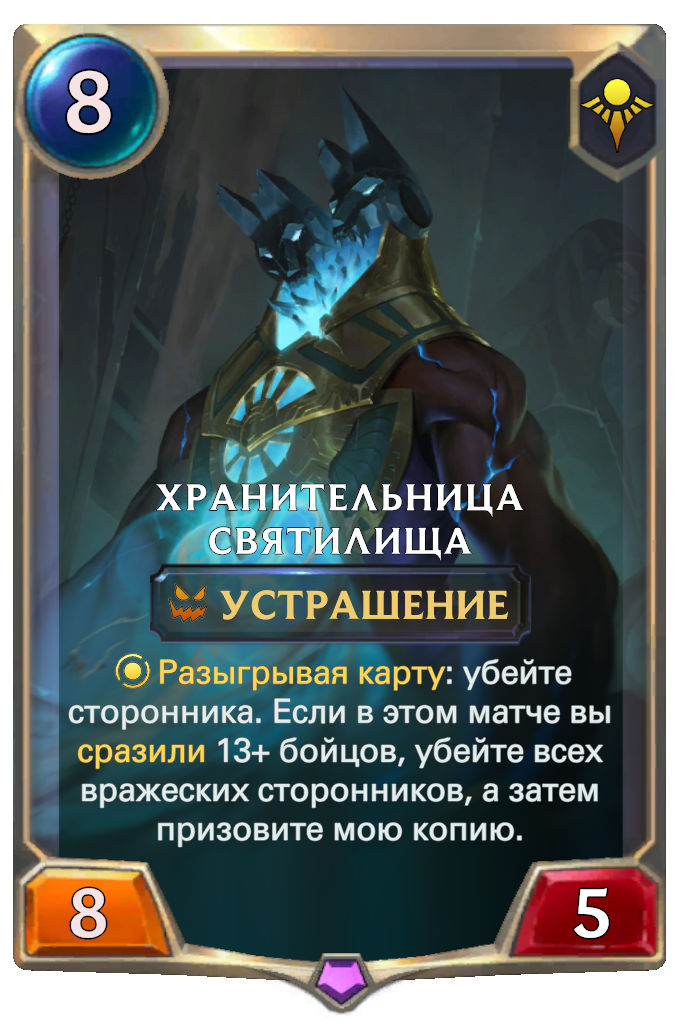 8
ХРАНИТЕЛЬНИЦА
СВЯТИЛИЩА
УСТРАШЕНИЕ
Разыгрывая карту: убейте
сторонника. Если в этом матче вы
сразили 13+ бойцов, убейте всех
вражеских сторонников, а затем
призовите мою копию.
8
5